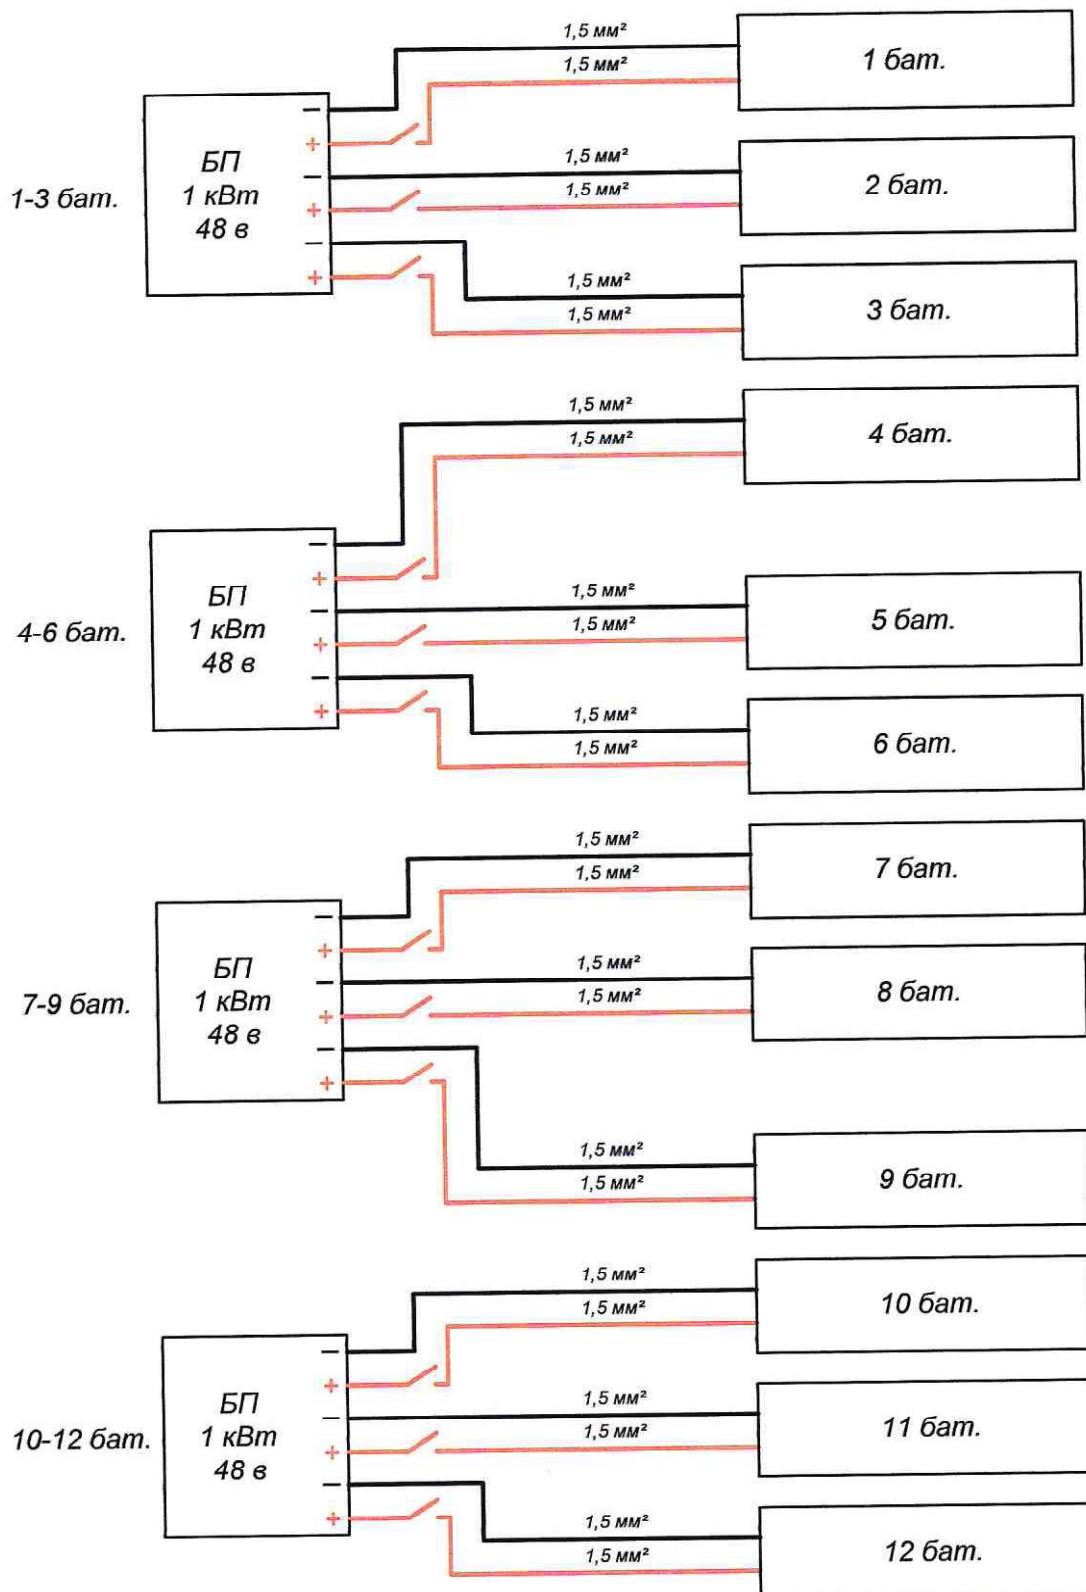 1,5 мм²
1,5 мм²
1 бат.
1-3 бат.
БП
1 кВт
48 в
−
+
−
+
−
+
1,5 мм²
1,5 мм²
2 бат.
1,5 мм²
1,5 мм²
3 бат.
1,5 мм²
1,5 мм²
4 бат.
4-6 бат.
БП
1 кВт
48 в
−
+
−
+
−
+
1,5 мм²
1,5 мм²
5 бат.
1,5 мм²
1,5 мм²
6 бат.
1,5 мм²
1,5 мм²
7 бат.
7-9 бат.
БП
1 кВт
48 в
−
+
−
+
−
+
1,5 мм²
1,5 мм²
8 бат.
1,5 мм²
1,5 мм²
9 бат.
1,5 мм²
1,5 мм²
10 бат.
10-12 бат.
БП
1 кВт
48 в
−
+
−
+
−
+
1,5 мм²
1,5 мм²
11 бат.
1,5 мм²
1,5 мм²
12 бат.